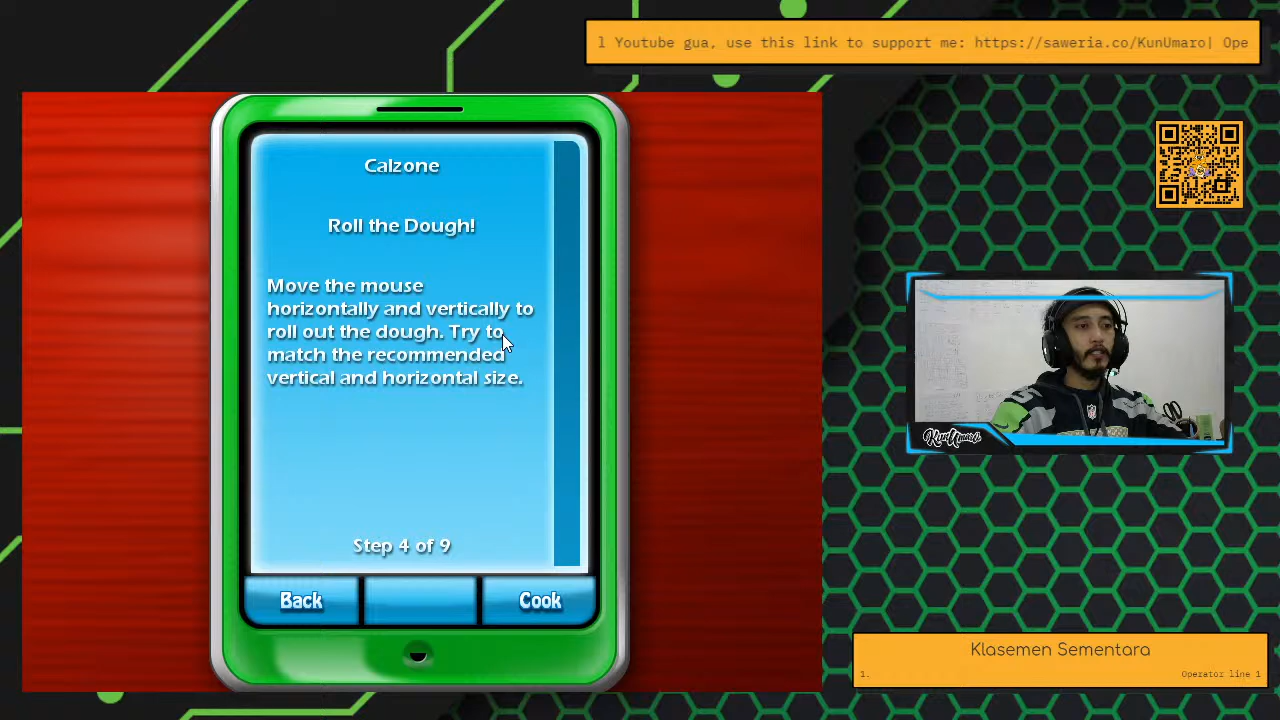 l Youtube gua, use this link to support me: https://saweria.co/KunUmaro| Ope
Calzone
Roll the Dough!
Move the mouse
horizontally and vertically to
roll out the dough. Try to
match the recommended
vertical and horizontal size.
Step 4 of 9
Back
Cook
KunUmaro
Klasemen Sementara
1.
Operator line 1